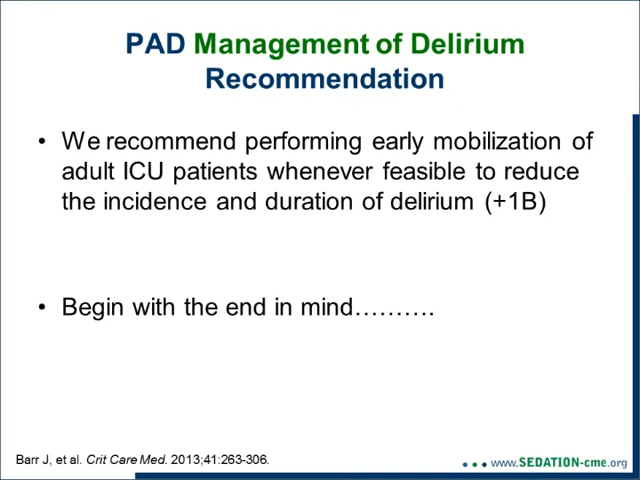 PAD Management of Delirium
Recommendation
• We recommend performing early mobilization of
adult ICU patients whenever feasible to reduce
the incidence and duration of delirium (+1B)
• Begin with the end in mind……….
Barr J, et al. Crit Care Med. 2013;41:263-306.
www.SEDATION-cme.org